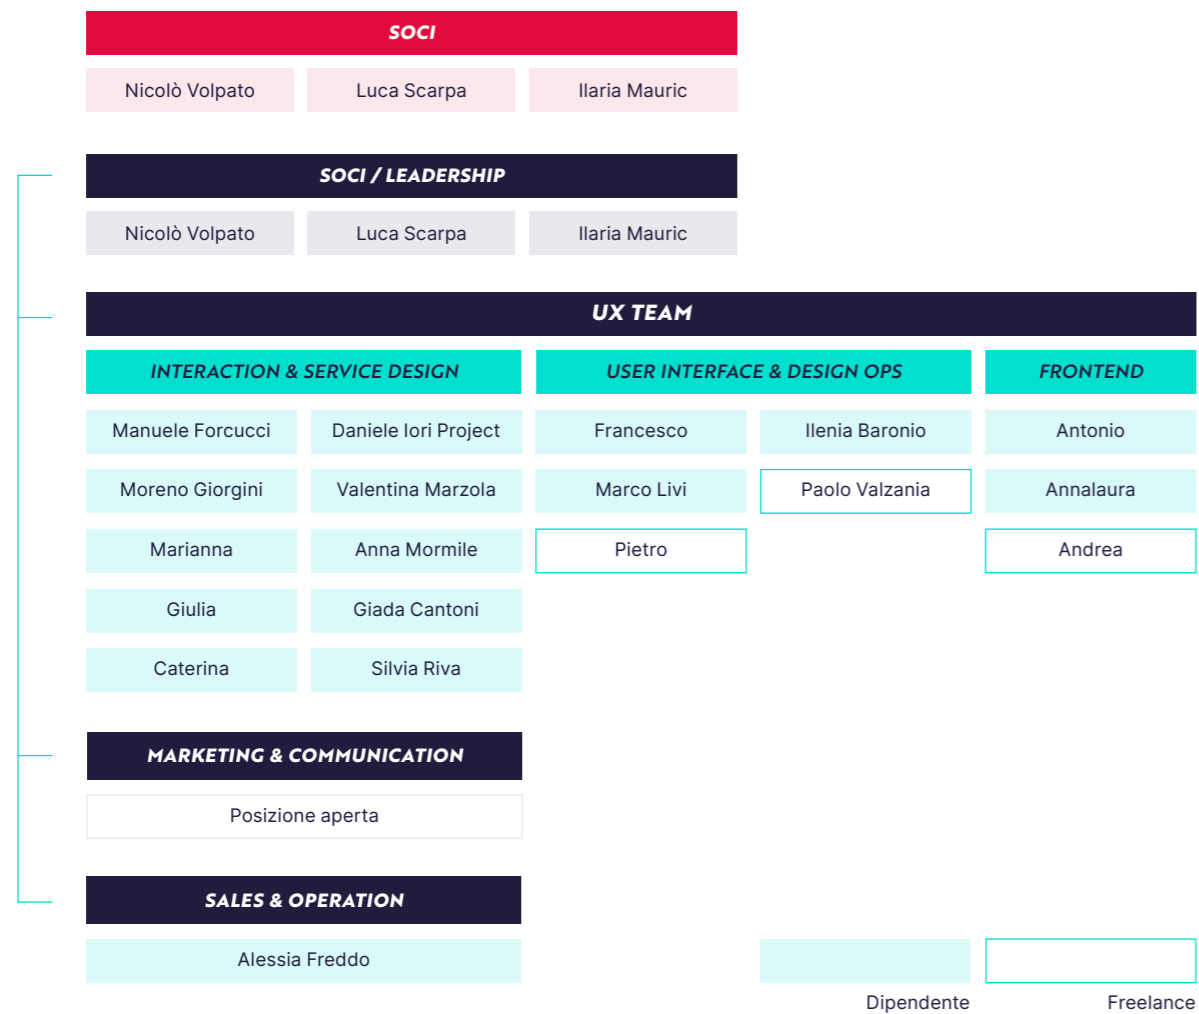 SOCI
Nicolò Volpato
Luca Scarpa
Ilaria Mauric
SOCI / LEADERSHIP
Nicolò Volpato
Luca Scarpa
Ilaria Mauric
UX TEAM
INTERACTION & SERVICE DESIGN
USER INTERFACE & DESIGN OPS
FRONTEND
Manuele Forcucci
Daniele Iori Project
Francesco
Ilenia Baronio
Antonio
Moreno Giorgini
Valentina Marzola
Marco Livi
Paolo Valzania
Annalaura
Marianna
Anna Mormile
Pietro
Andrea
Giulia
Giada Cantoni
Caterina
Silvia Riva
MARKETING & COMMUNICATION
Posizione aperta
SALES & OPERATION
Alessia Freddo
Dipendente
Freelance